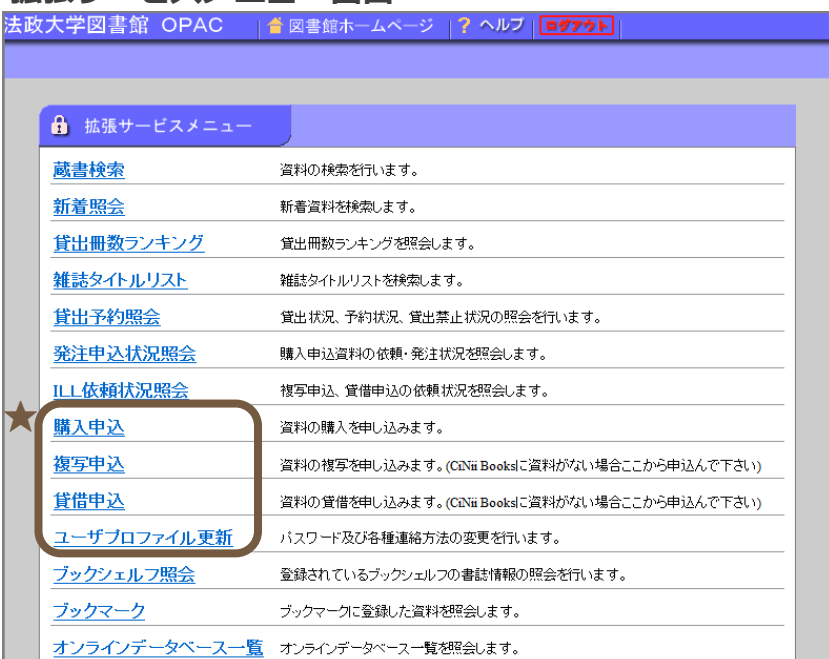 拡張サービスメニュー画面
法政大学図書館 OPAC 図書館ホームページ ? ヘルプ ログアウト
拡張サービスメニュー
蔵書検索 資料の検索を行います。
新着照会 新着資料を検索します。
貸出冊数ランキング 貸出冊数ランキングを照会します。
雑誌タイトルリスト 雑誌タイトルリストを検索します。
貸出予約照会 貸出状況、予約状況、貸出禁止状況の照会を行います。
発注申込状況照会 購入申込資料の依頼・発注状況を照会します。
ILL依頼状況照会 複写申込、貸借申込の依頼状況を照会します。
購入申込 資料の購入を申し込みます。
複写申込 資料の複写を申し込みます。(CiNii Booksに資料がない場合ここから申込んで下さい)
貸借申込 資料の貸借を申し込みます。(CiNii Booksに資料がない場合ここから申込んで下さい)
ユーザプロファイル更新 パスワード及び各種連絡方法の変更を行います。
ブックシェルフ照会 登録されているブックシェルフの書誌情報の照会を行います。
ブックマーク ブックマークに登録した資料を照会します。
オンラインデータベース一覧 オンラインデータベース一覧を照会します。